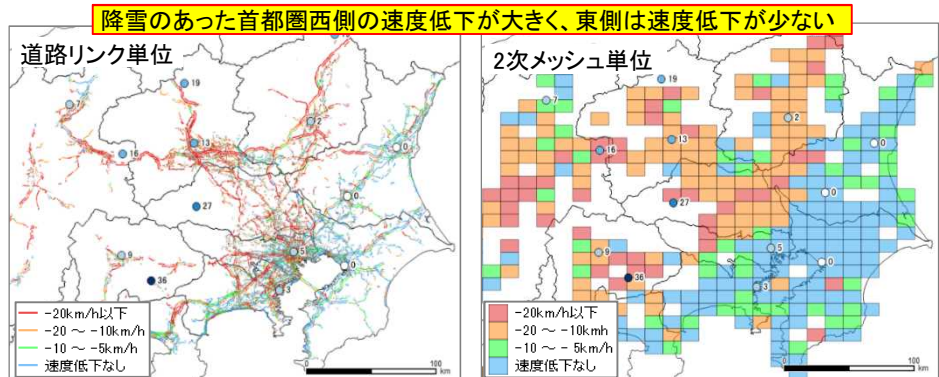 降雪のあった首都圏西側の速度低下が大きく、東側は速度低下が少ない
道路リンク単位
7
19
2
13
16
0
27
0
5
9
0
36
3
-20km/h以下
-20 ～ -10km/h
-10 ～ -5km/h
速度低下なし
0
100
km
2次メッシュ単位
19
7
2
13
0
16
27
0
5
9
0
36
3
-20km/h以下
-20 ～ -10kmh
-10 ～ - 5km/h
速度低下なし
0
100
km